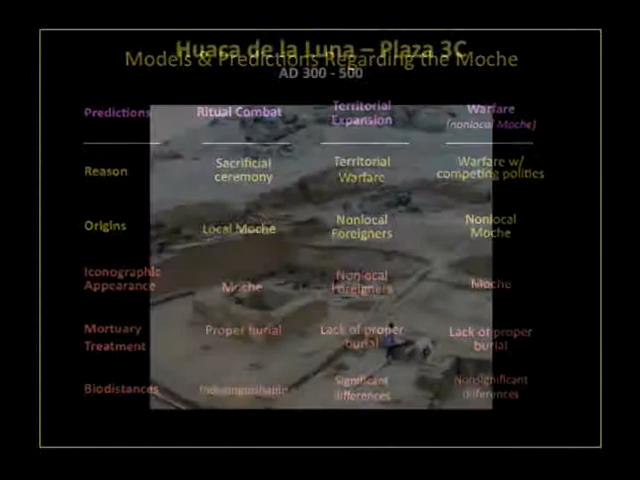 Huaca de la Luna – Plaza 3C
Models & Predictions Regarding the Moche
AD 300 - 500
Predictions Ritual Combat Territorial Expansion Warfare (nonlocal Moche)
Reason Sacrificial ceremony Territorial Warfare Warfare w/ competing polities
Origins Local Moche Nonlocal Foreigners Nonlocal Moche
Iconographic Appearance Moche Nonlocal Foreigners Moche
Mortuary Treatment Proper burial Lack of proper burial Lack of proper burial
Biodistances Indistinguishable Significant differences Nonsignificant differences